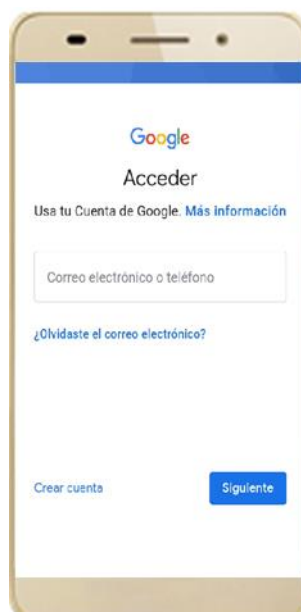 Google
Acceder
Usa tu Cuenta de Google. Más información
Correo electrónico o teléfono
¿Olvidaste el correo electrónico?
Crear cuenta Siguiente